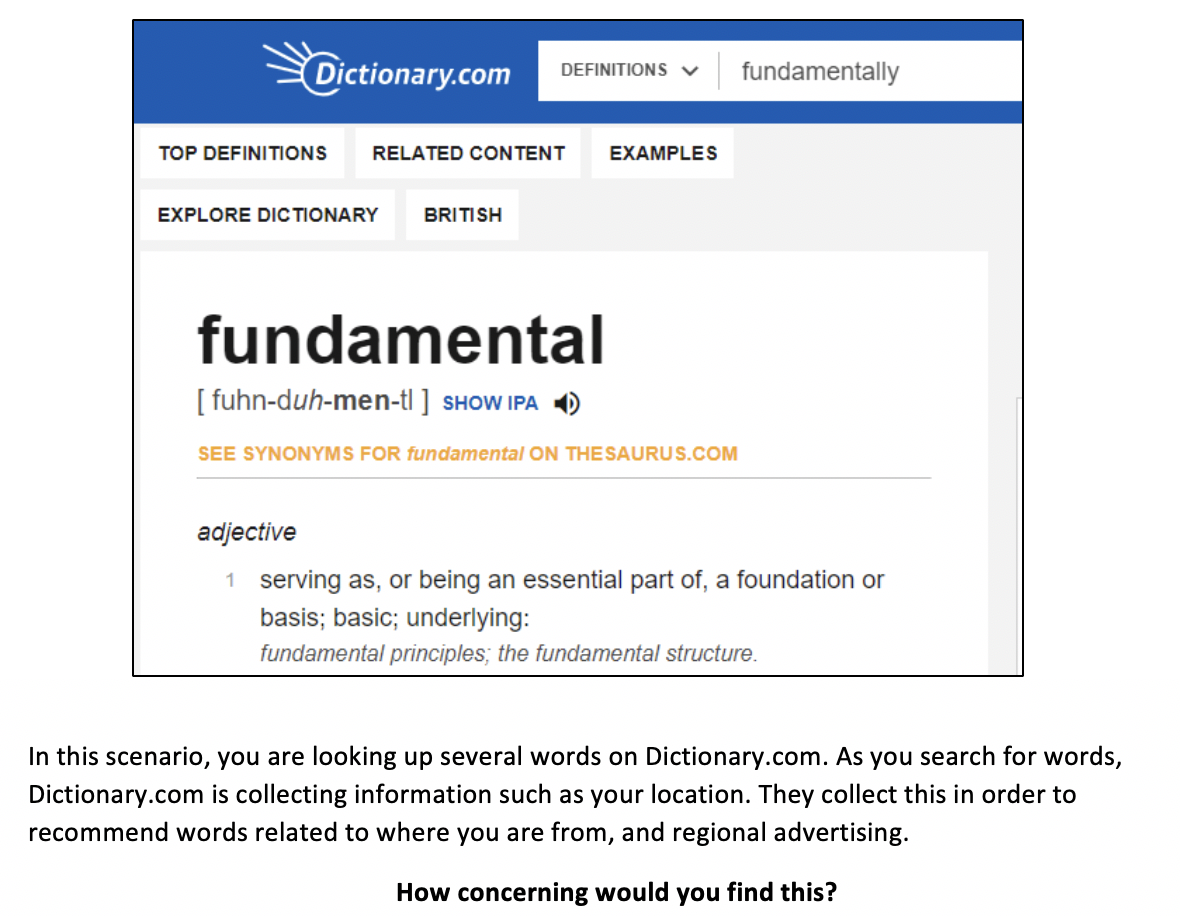 Dictionary.com DEFINITIONS fundamentally
TOP DEFINITIONS RELATED CONTENT EXAMPLES
EXPLORE DICTIONARY BRITISH
fundamental
[ fuhn-duh-men-tl ] SHOW IPA
SEE SYNONYMS FOR fundamental ON THESAURUS.COM
adjective
1 serving as, or being an essential part of, a foundation or
basis; basic; underlying:
fundamental principles; the fundamental structure.
In this scenario, you are looking up several words on Dictionary.com. As you search for words,
Dictionary.com is collecting information such as your location. They collect this in order to
recommend words related to where you are from, and regional advertising.
How concerning would you find this?